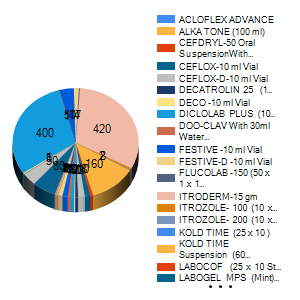 ACLOFLEX ADVANCE
ALKA TONE (100 ml)
CEFDRYL-50 Oral
SuspensionWith...
CEFLOX-10 ml Vial
CEFLOX-D-10 ml Vial
DECATROLIN 25 (1...
DECO -10 ml Vial
DICLOLAB PLUS (10...
DOO-CLAV With 30ml
Water...
FESTIVE -10 ml Vial
FESTIVE-D -10 ml Vial
FLUCOLAB -150 (50 x
1 x 1...
ITRODERM-15 gm
ITROZOLE- 100 (10 x...
ITROZOLE- 200 (10 x...
KOLD TIME (25 x 10 )
KOLD TIME
Suspension (60...
LABOCOF (25 x 10 St...
LABOGEL MPS (Mint)...
...
420
400
160